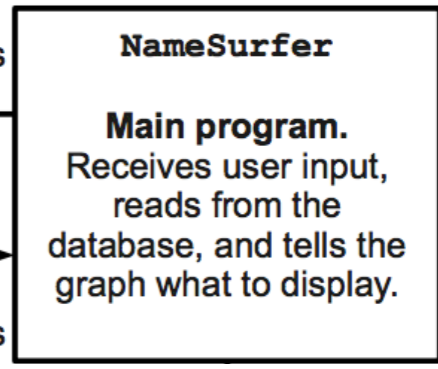 NameSurfer
Main program.
Receives user input,
reads from the
database, and tells the
graph what to display.
s
s